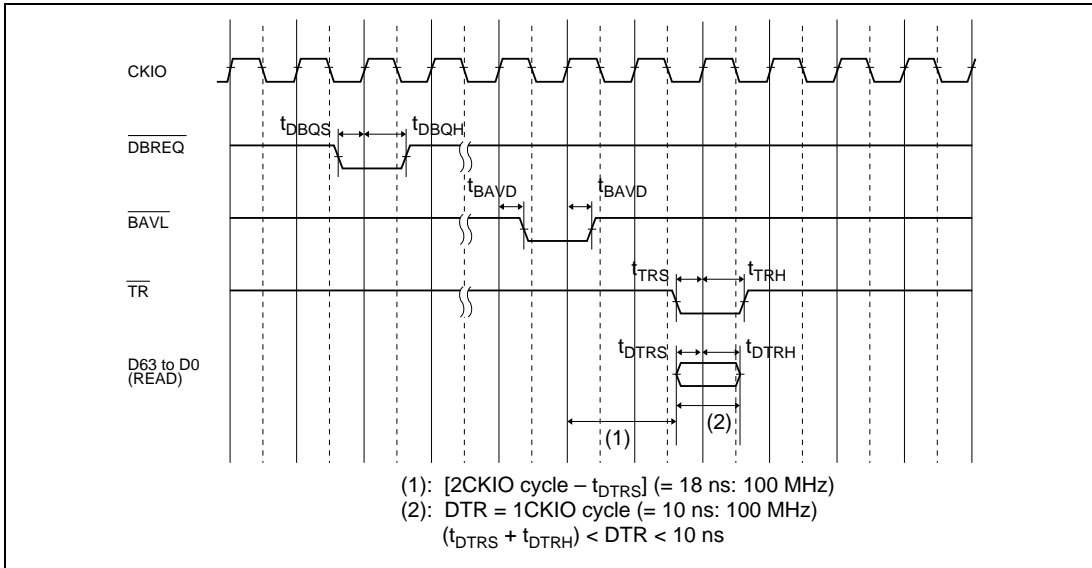 CKIO
tDBQS tDBQH
DBREQ
tBAVD tBAVD
BAVL
tTRS tTRH
TR
tDTRS tDTRH
D63 to D0
(READ)
(1) (2)
(1): [2CKIO cycle – tDTRS] (= 18 ns: 100 MHz)
(2): DTR = 1CKIO cycle (= 10 ns: 100 MHz)
(tDTRS + tDTRH) < DTR < 10 ns